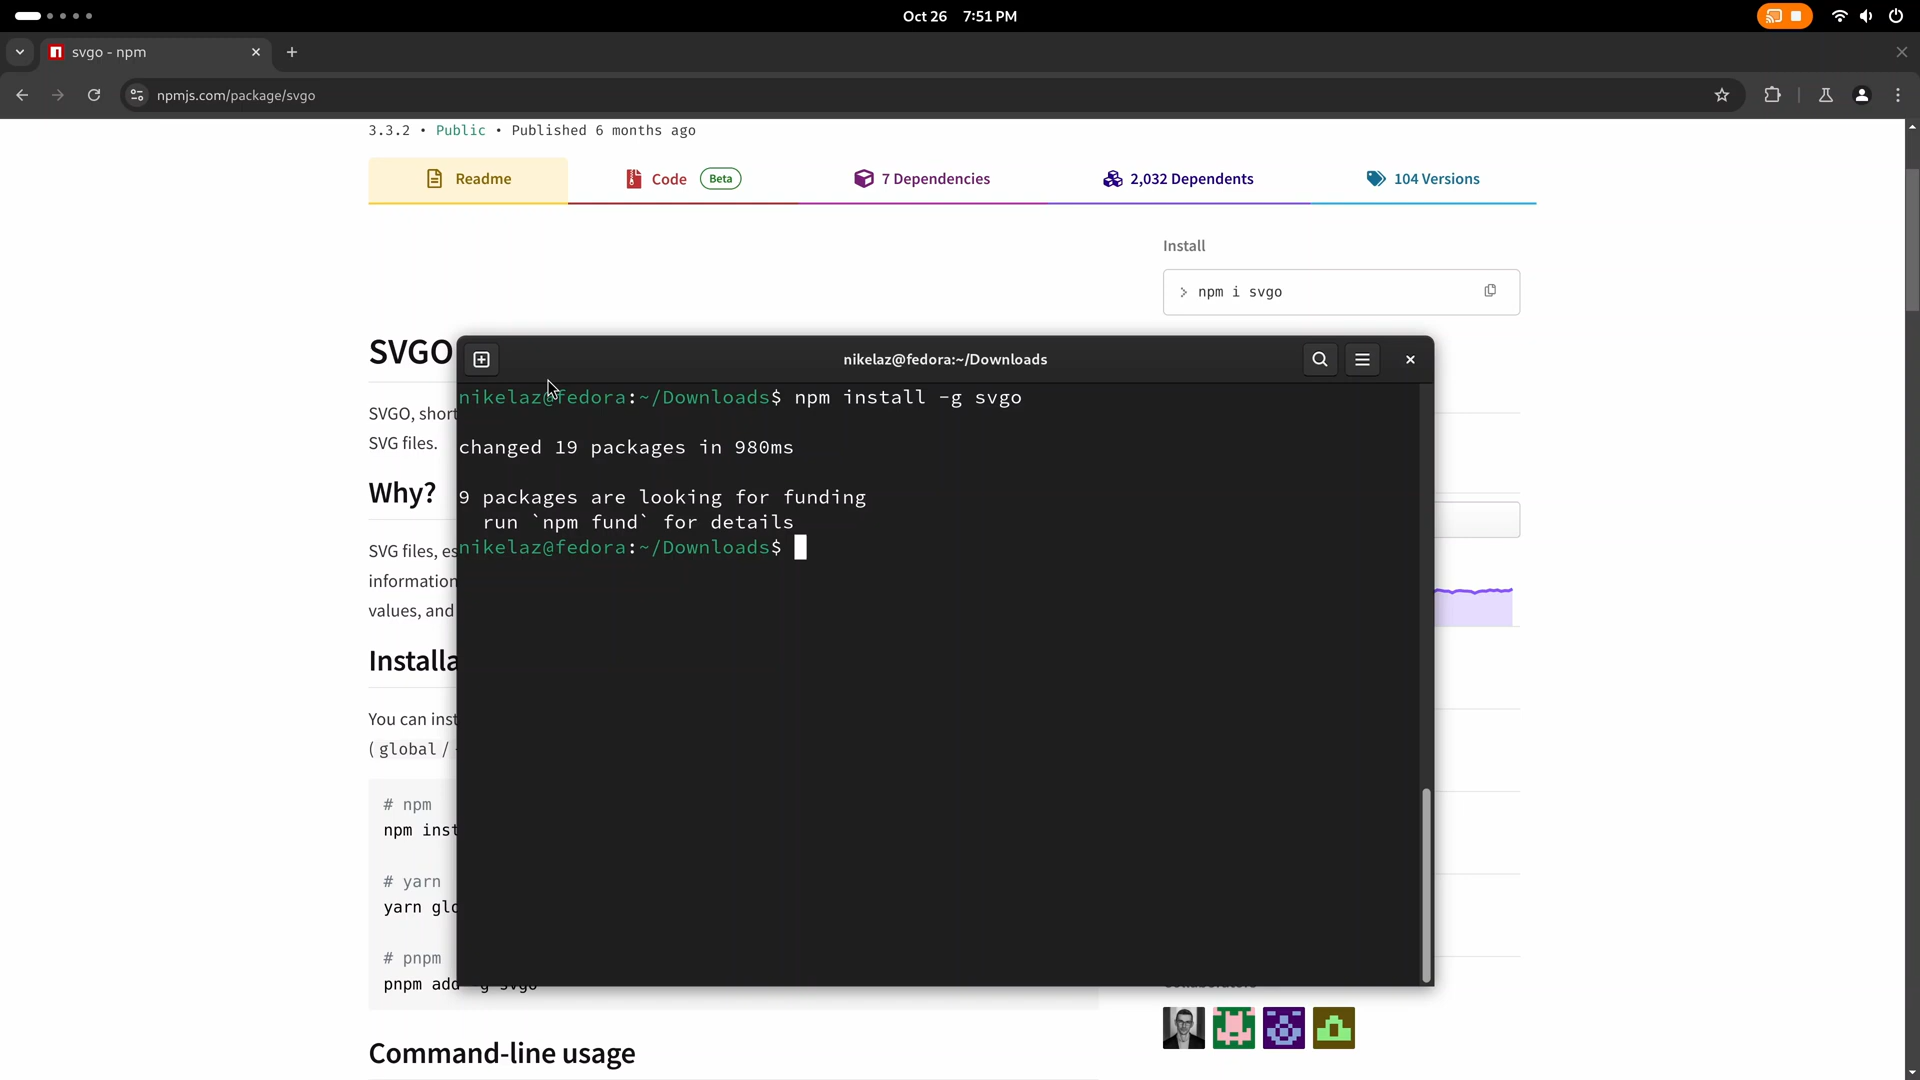 Oct 26 7:51 PM
svgo - npm
npmjs.com/package/svgo
3.3.2 • Public • Published 6 months ago
Readme
Code Beta
7 Dependencies
2,032 Dependents
104 Versions
Install
> npm i svgo
SVGO
SVGO, short
SVG files.
Why?
SVG files, es
information
values, and
Installa
You can inst
(global /
# npm
npm inst
# yarn
yarn glo
# pnpm
pnpm add -g svgo
Command-line usage
nikelaz@fedora:~/Downloads
nikelaz@fedora:~/Downloads$ npm install -g svgo
changed 19 packages in 980ms
9 packages are looking for funding
run `npm fund` for details
nikelaz@fedora:~/Downloads$